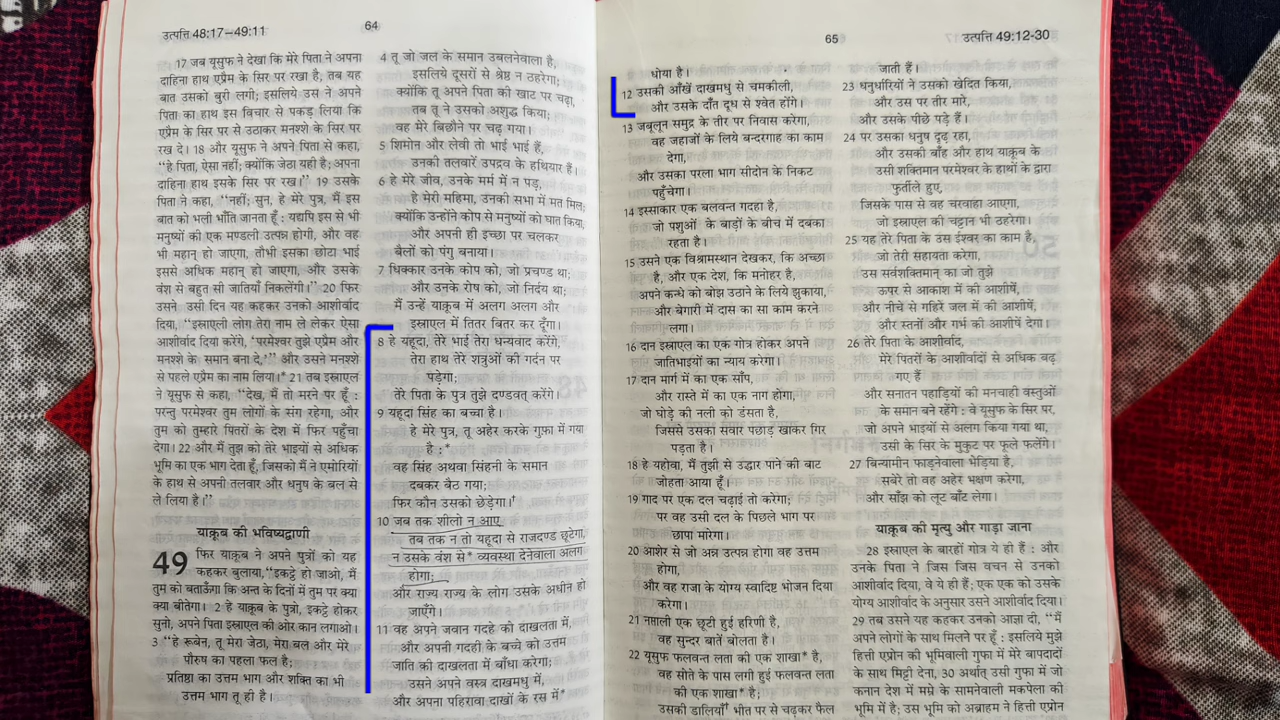 उत्पत्ति 48:17–49:11
64
17 जब यूसुफ ने देखा कि मेरे पिता ने अपना
दाहिना हाथ एप्रैम के सिर पर रखा है, तब यह
बात उसको बुरी लगी; इसलिये उस ने अपने
पिता का हाथ इस विचार से पकड़ लिया कि
एप्रैम के सिर पर से उठाकर मनश्शे के सिर पर
रख दे। 18 और यूसुफ ने अपने पिता से कहा,
“हे पिता, ऐसा नहीं; क्योंकि जेठा यही है; अपना
दाहिना हाथ इसके सिर पर रख।” 19 उसके
पिता ने कहा, “नहीं; सुन, हे मेरे पुत्र, मैं इस
बात को भली भाँति जानता हूँ : यद्यपि इस से भी
मनुष्यों की एक मण्डली उत्पन्न होगी, और यह
भी महान् हो जाएगा, तौभी इसका छोटा भाई
इससे अधिक महान् हो जाएगा, और उसके
वंश से बहुत सी जातियाँ निकलेंगी।” 20 फिर
उसने उसी दिन यह कहकर उनको आशीर्वाद
दिया, “इस्राएली लोग तेरा नाम ले लेकर ऐसा
आशीर्वाद दिया करेंगे, ‘परमेश्वर तुझे एप्रैम और
मनश्शे के समान बना दे,’” और उसने मनश्शे
से पहले एप्रैम का नाम लिया।* 21 तब इस्राएल
ने यूसुफ से कहा, “देख, मैं तो मरने पर हूँ :
परन्तु परमेश्वर तुम लोगों के संग रहेगा, और
तुम को तुम्हारे पितरों के देश में फिर पहुँचा
देगा। 22 और मैं तुझ को तेरे भाइयों से अधिक
भूमि का एक भाग देता हूँ, जिसको मैं ने एमोरियों
के हाथ से अपनी तलवार और धनुष के बल से
ले लिया है।”
याक़ूब की भविष्यद्वाणी
49 फिर याक़ूब ने अपने पुत्रों को यह
कहकर बुलाया, “इकट्ठे हो जाओ, मैं
तुम को बताऊँगा कि अन्त के दिनों में तुम पर क्या
क्या बीतेगा। 2 हे याक़ूब के पुत्रो, इकट्ठे होकर
सुनो, अपने पिता इस्राएल की ओर कान लगाओ।
3 “हे रूबेन, तू मेरा जेठा, मेरा बल और मेरे
पौरुष का पहला फल है;
प्रतिष्ठा का उत्तम भाग और शक्ति का भी
उत्तम भाग तू ही है।
4 तू जो जल के समान उबलनेवाला है,
इसलिये दूसरों से श्रेष्ठ न ठहरेगा;
क्योंकि तू अपने पिता की खाट पर चढ़ा,
तब तू ने उसको अशुद्ध किया;
वह मेरे बिछौने पर चढ़ गया।
5 शिमोन और लेवी तो भाई भाई हैं,
उनकी तलवारें उपद्रव के हथियार हैं।
6 हे मेरे जीव, उनके मर्म में न पड़,
हे मेरी महिमा, उनकी सभा में मत मिल;
क्योंकि उन्होंने कोप से मनुष्यों को घात किया,
और अपनी ही इच्छा पर चलकर
बैलों को पंगु बनाया।
7 धिक्कार उनके कोप को, जो प्रचण्ड था;
और उनके रोष को, जो निर्दय था;
मैं उन्हें याक़ूब में अलग अलग और
इस्राएल में तितर बितर कर दूँगा।
8 हे यहूदा, तेरे भाई तेरा धन्यवाद करेंगे,
तेरा हाथ तेरे शत्रुओं की गर्दन पर
पड़ेगा;
तेरे पिता के पुत्र तुझे दण्डवत् करेंगे।
9 यहूदा सिंह का बच्चा है।
हे मेरे पुत्र, तू अहेर करके गुफा में गया
है : *
वह सिंह अथवा सिंहनी के समान
दबकर बैठ गया;
फिर कौन उसको छेड़ेगा।†
10 जब तक शीलो न आए
तब तक न तो यहूदा से राजदण्ड छूटेगा,
न उसके वंश से* व्यवस्था देनेवाला अलग
होगा;
और राज्य राज्य के लोग उसके अधीन हो
जाएँगे।
11 वह अपने जवान गदहे को दाखलता में,
और अपनी गदही के बच्चे को उत्तम
जाति की दाखलता में बाँधा करेगा;
उसने अपने वस्त्र दाखमधु में,
और अपना पहिरावा दाखों के रस में*
65
उत्पत्ति 49:12-30
धोया है।
12 उसकी आँखें दाखमधु से चमकीली,
और उसके दाँत दूध से श्वेत होंगे।
13 जबूलून समुद्र के तीर पर निवास करेगा,
वह जहाजों के लिये बन्दरगाह का काम
देगा,
और उसका परला भाग सीदोन के निकट
पहुँचेगा।
14 इस्साकार एक बलवन्त गदहा है,
जो पशुओं के बाड़ों के बीच में दबका
रहता है।
15 उसने एक विश्रामस्थान देखकर, कि अच्छा
है, और एक देश, कि मनोहर है,
अपने कन्धे को बोझ उठाने के लिये झुकाया,
और बेगारी में दास का सा काम करने
लगा।
16 दान इस्राएल का एक गोत्र होकर अपने
जातिभाइयों का न्याय करेगा।
17 दान मार्ग में का एक साँप,
और रास्ते में का एक नाग होगा,
जो घोड़े की नली को डंसता है,
जिससे उसका सवार पछाड़ खाकर गिर
पड़ता है।
18 हे यहोवा, मैं तुझी से उद्धार पाने की बाट
जोहता आया हूँ।
19 गाद पर एक दल चढ़ाई तो करेगा;
पर वह उसी दल के पिछले भाग पर
छापा मारेगा।
20 आशेर से जो अन्न उत्पन्न होगा वह उत्तम
होगा,
और वह राजा के योग्य स्वादिष्ट भोजन दिया
करेगा।
21 नप्ताली एक छूटी हुई हरिणी है,
वह सुन्दर बातें बोलता है।
22 यूसुफ फलवन्त लता की एक शाखा* है,
वह सोते के पास लगी हुई फलवन्त लता
की एक शाखा* है;
उसकी डालियाँ† भीत पर से चढ़कर फैल
जाती हैं।
23 धनुर्धारियों ने उसको खेदित किया,
और उस पर तीर मारे,
और उसके पीछे पड़े हैं।
24 पर उसका धनुष दृढ़ रहा,
और उसकी बाँह और हाथ याक़ूब के
उसी शक्तिमान परमेश्वर के हाथों के द्वारा
फुर्तीले हुए,
जिसके पास से वह चरवाहा आएगा,
जो इस्राएल की चट्टान भी ठहरेगा।
25 यह तेरे पिता के उस ईश्वर का काम है,
जो तेरी सहायता करेगा,
उस सर्वशक्तिमान् का जो तुझे
ऊपर से आकाश में की आशीषें,
और नीचे से गहिरे जल में की आशीषें,
और स्तनों और गर्भ की आशीषें देगा।
26 तेरे पिता के आशीर्वाद,
मेरे पितरों के आशीर्वादों से अधिक बढ़
गए हैं
और सनातन पहाड़ियों की मनचाही वस्तुओं
के समान बने रहेंगे : वे यूसुफ के सिर पर,
जो अपने भाइयों से अलग किया गया था,
उसी के सिर के मुकुट पर फूले फलेंगे।
27 बिन्यामीन फाड़नेवाला भेड़िया है,
सबेरे तो वह अहेर भक्षण करेगा,
और साँझ को लूट बाँट लेगा।
याक़ूब की मृत्यु और गाड़ा जाना
28 इस्राएल के बारहों गोत्र ये ही हैं : और
उनके पिता ने जिस जिस वचन से उनको
आशीर्वाद दिया, वे ये ही हैं; एक एक को उसके
योग्य आशीर्वाद के अनुसार उसने आशीर्वाद दिया।
29 तब उसने यह कहकर उनको आज्ञा दी, “मैं
अपने लोगों के साथ मिलने पर हूँ : इसलिये मुझे
हित्ती एप्रोन की भूमिवाली गुफा में मेरे बापदादों
के साथ मिट्टी देना, 30 अर्थात् उसी गुफा में जो
कनान देश में मम्रे के सामनेवाली मकपेला की
भूमि में है; उस भूमि को अब्राहम ने हित्ती एप्रोन